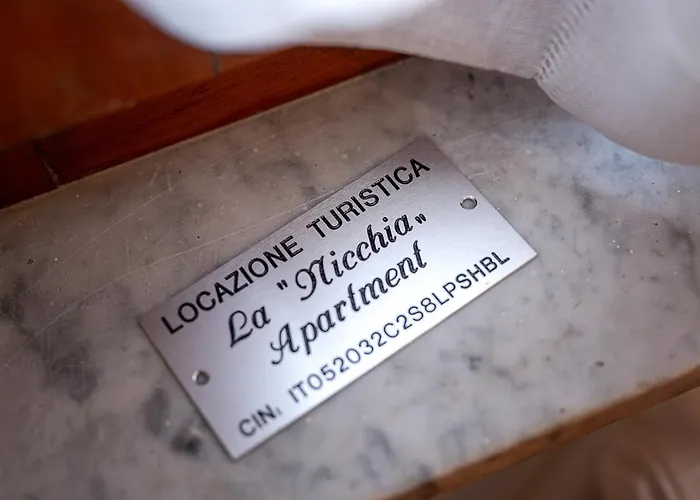 LOCAZIONE TURISTICA
La "Nicchia"
Apartment
CIN: IT052032C2S8LPSHBL